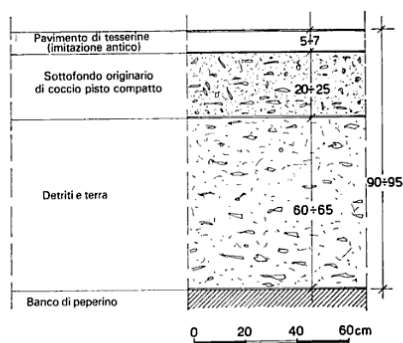 Pavimento di tesserine
(imitazione antico)
5÷7
Sottofondo originario
di coccio pisto compatto
20÷25
90÷95
Detriti e terra
60÷65
Banco di peperino
0 20 40 60cm